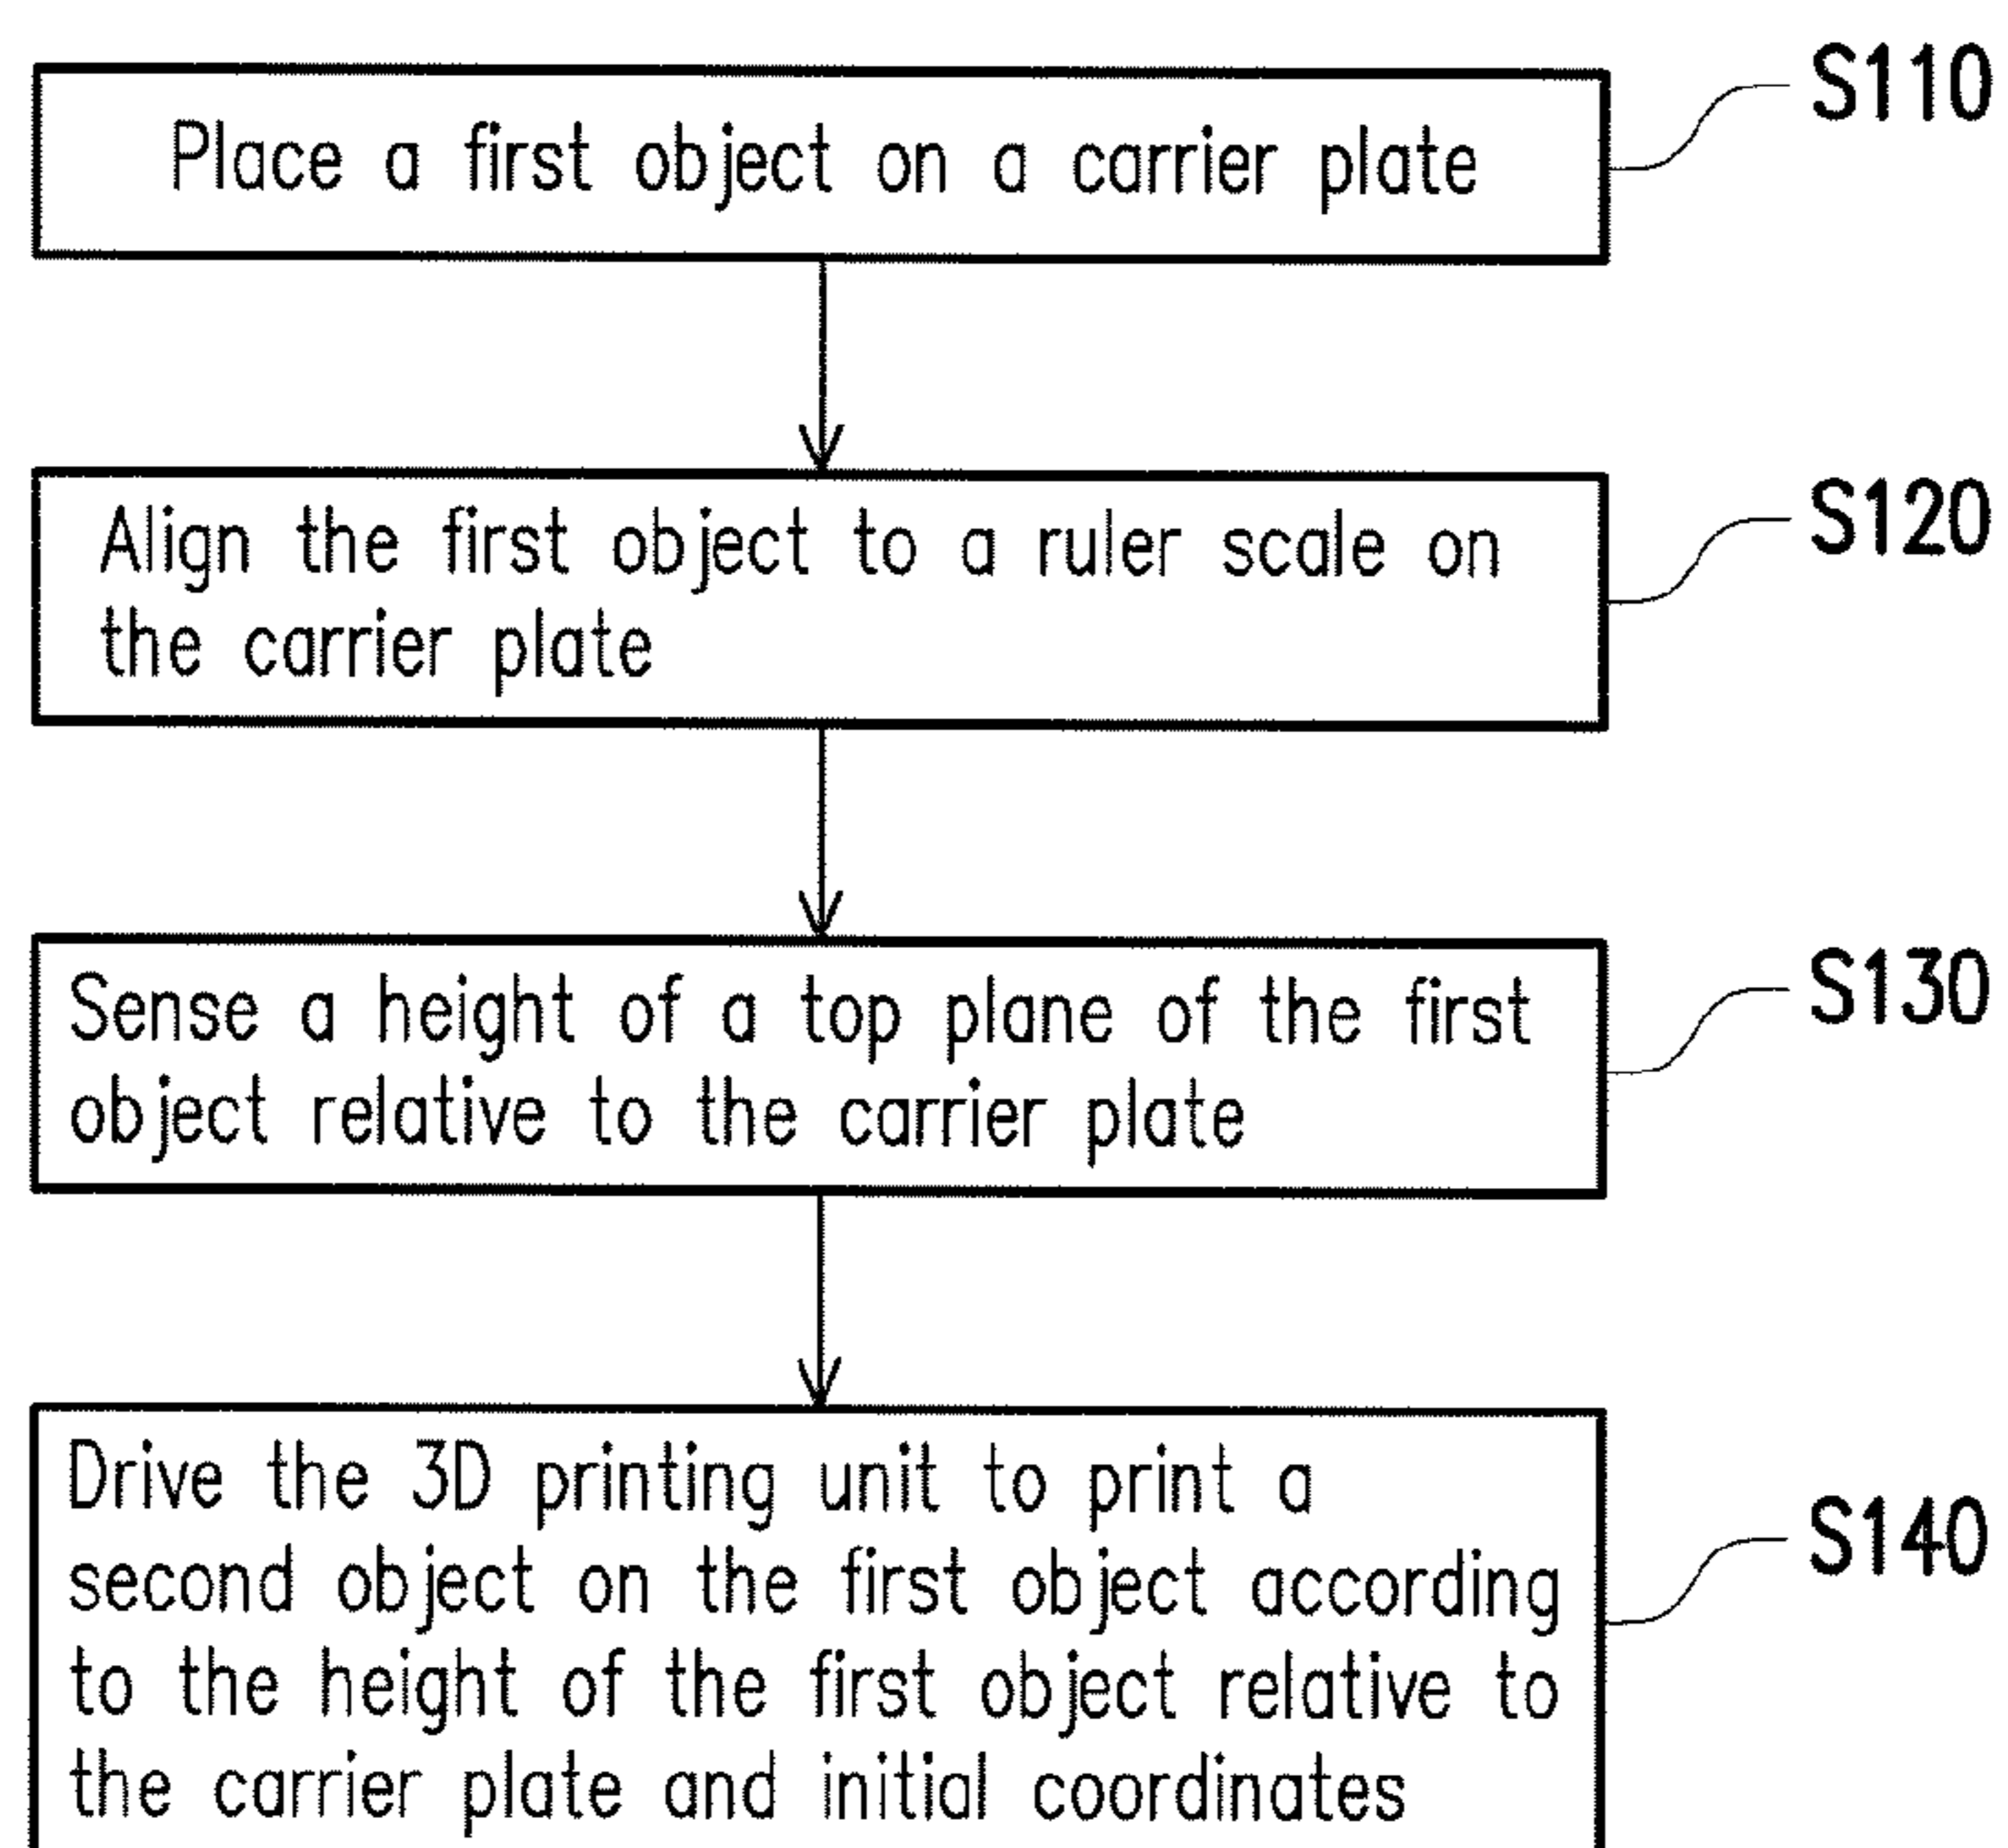 Place a first object on a carrier plate
S110
Align the first object to a ruler scale on
the carrier plate
S120
Sense a height of a top plane of the first
object relative to the carrier plate
S130
Drive the 3D printing unit to print a
second object on the first object according
to the height of the first object relative to
the carrier plate and initial coordinates
S140